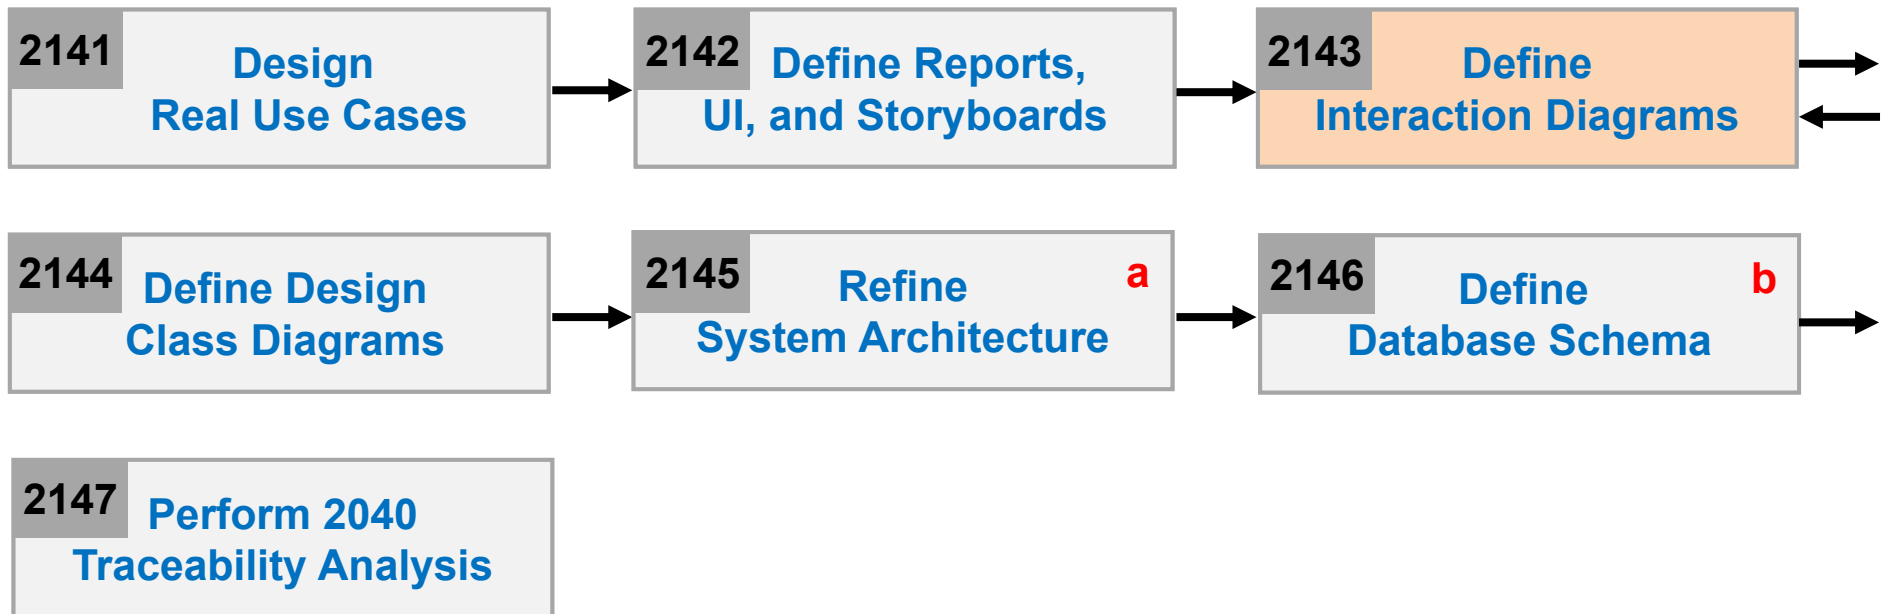 2141
Design
Real Use Cases
2142
Define Reports,
UI, and Storyboards
2143
Define
Interaction Diagrams
2144
Define Design
Class Diagrams
2145
Refine
System Architecture
a
2146
Define
Database Schema
b
2147
Perform 2040
Traceability Analysis